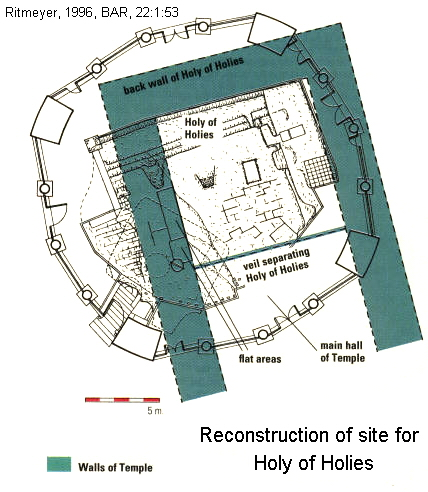 Ritmeyer, 1996, BAR, 22:1:53
back wall of Holy of Holies
Holy of
Holies
veil separating
Holy of Holies
flat areas
main hall
of Temple
5 m
Reconstruction of site for
Holy of Holies
Walls of Temple